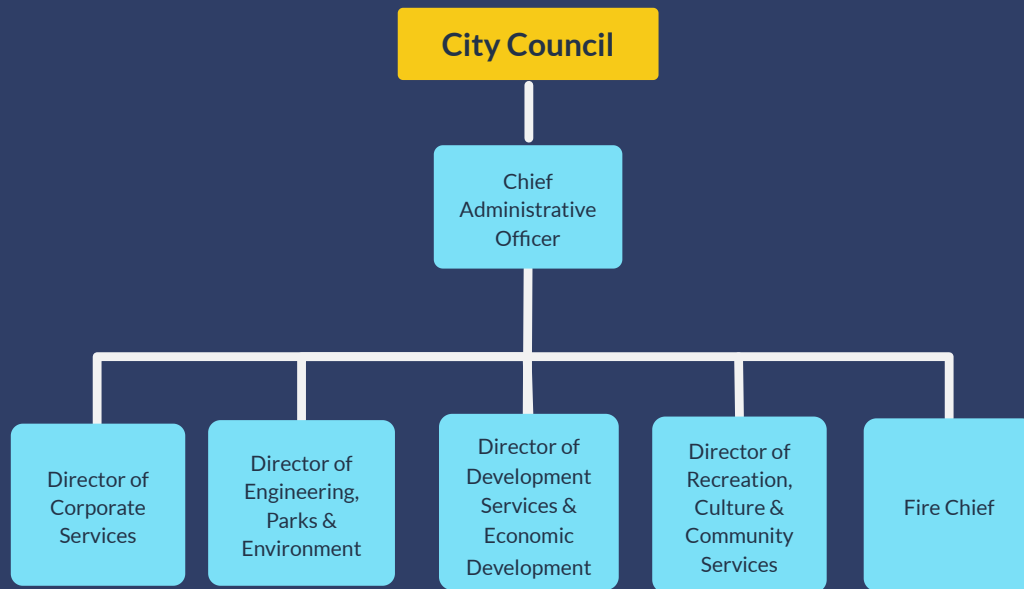 City Council
Chief
Administrative
Officer
Director of
Corporate
Services
Director of
Engineering,
Parks &
Environment
Director of
Development
Services &
Economic
Development
Director of
Recreation,
Culture &
Community
Services
Fire Chief